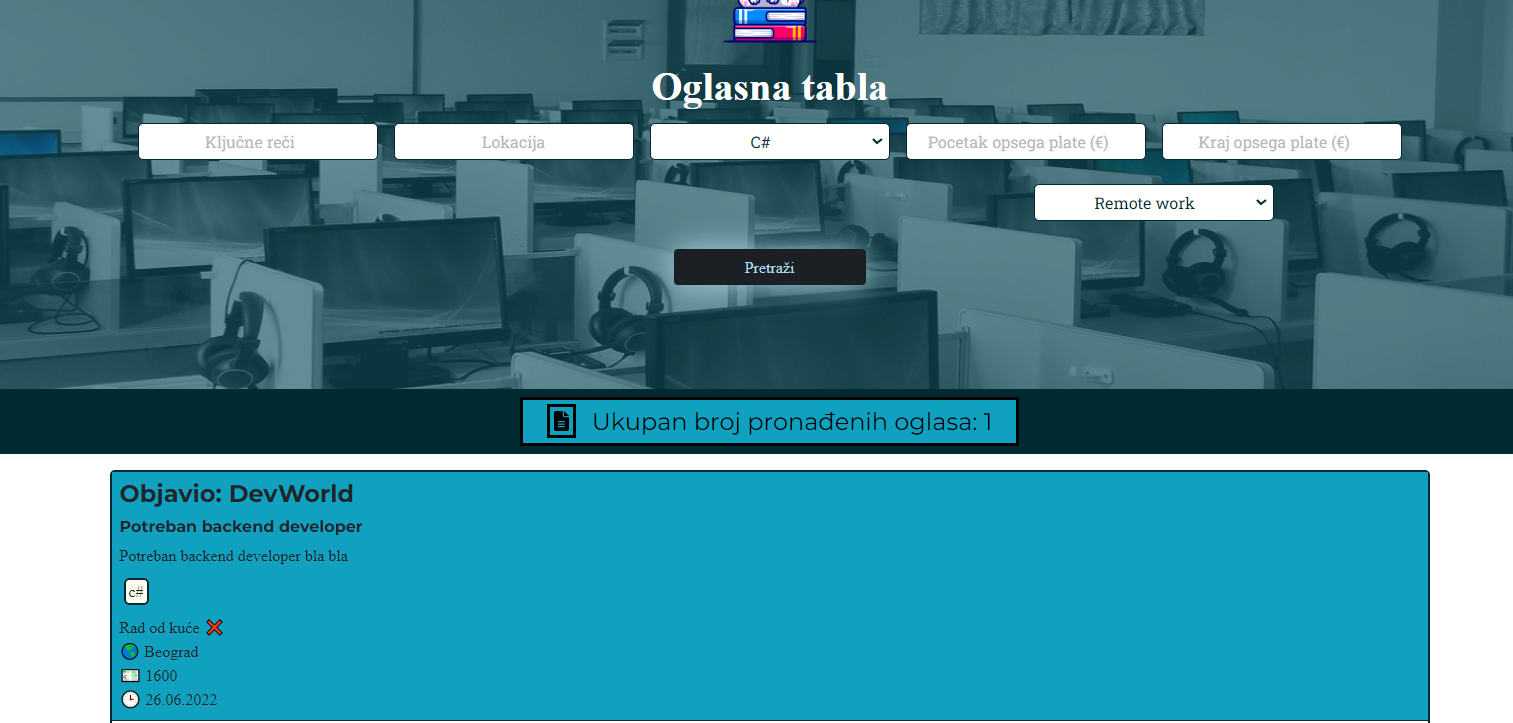 Oglasna tabla
Ključne reči
Lokacija
C#
Pocetak opsega plate (€)
Kraj opsega plate (€)
Remote work
Pretraži
Ukupan broj pronađenih oglasa: 1
Objavio: DevWorld
Potreban backend developer
Potreban backend developer bla bla
c#
Rad od kuće ❌
Beograd
1600
26.06.2022